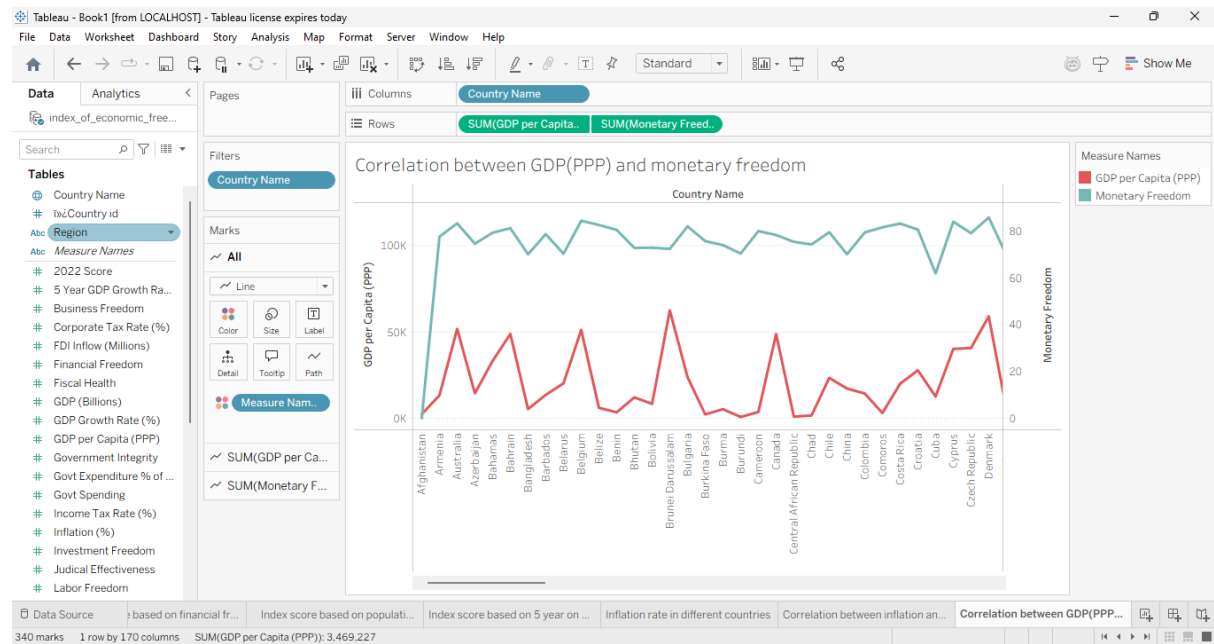 Tableau - Book1 [from LOCALHOST] - Tableau license expires today
File Data Worksheet Dashboard Story Analysis Map Format Server Window Help
Standard
Show Me
Data Analytics
index_of_economic_free...
Search
Tables
Country Name
ï»¿Country id
Abc Region
Abc Measure Names
2022 Score
5 Year GDP Growth Ra...
Business Freedom
Corporate Tax Rate (%)
FDI Inflow (Millions)
Financial Freedom
Fiscal Health
GDP (Billions)
GDP Growth Rate (%)
GDP per Capita (PPP)
Government Integrity
Govt Expenditure % of ...
Govt Spending
Income Tax Rate (%)
Inflation (%)
Investment Freedom
Judical Effectiveness
Labor Freedom
Pages
Filters
Country Name
Marks
All
Line
Color Size Label
Detail Tooltip Path
Measure Nam..
SUM(GDP per Ca...
SUM(Monetary F...
Columns Country Name
Rows SUM(GDP per Capita.. SUM(Monetary Freed..
Correlation between GDP(PPP) and monetary freedom
Country Name
GDP per Capita (PPP)
100K
50K
0K
80
60
40
20
0
Monetary Freedom
Afghanistan
Armenia
Australia
Azerbaijan
Bahamas
Bahrain
Bangladesh
Barbados
Belarus
Belgium
Belize
Benin
Bhutan
Bolivia
Brunei Darussalam
Bulgaria
Burkina Faso
Burma
Burundi
Cameroon
Canada
Central African Republic
Chad
Chile
China
Colombia
Comoros
Costa Rica
Croatia
Cuba
Cyprus
Czech Republic
Denmark
Measure Names
GDP per Capita (PPP)
Monetary Freedom
Data Source
e based on financial fr...
Index score based on populati...
Index score based on 5 year on ...
Inflation rate in different countries
Correlation between inflation an...
Correlation between GDP(PPP...
340 marks 1 row by 170 columns SUM(GDP per Capita (PPP)): 3,469,227